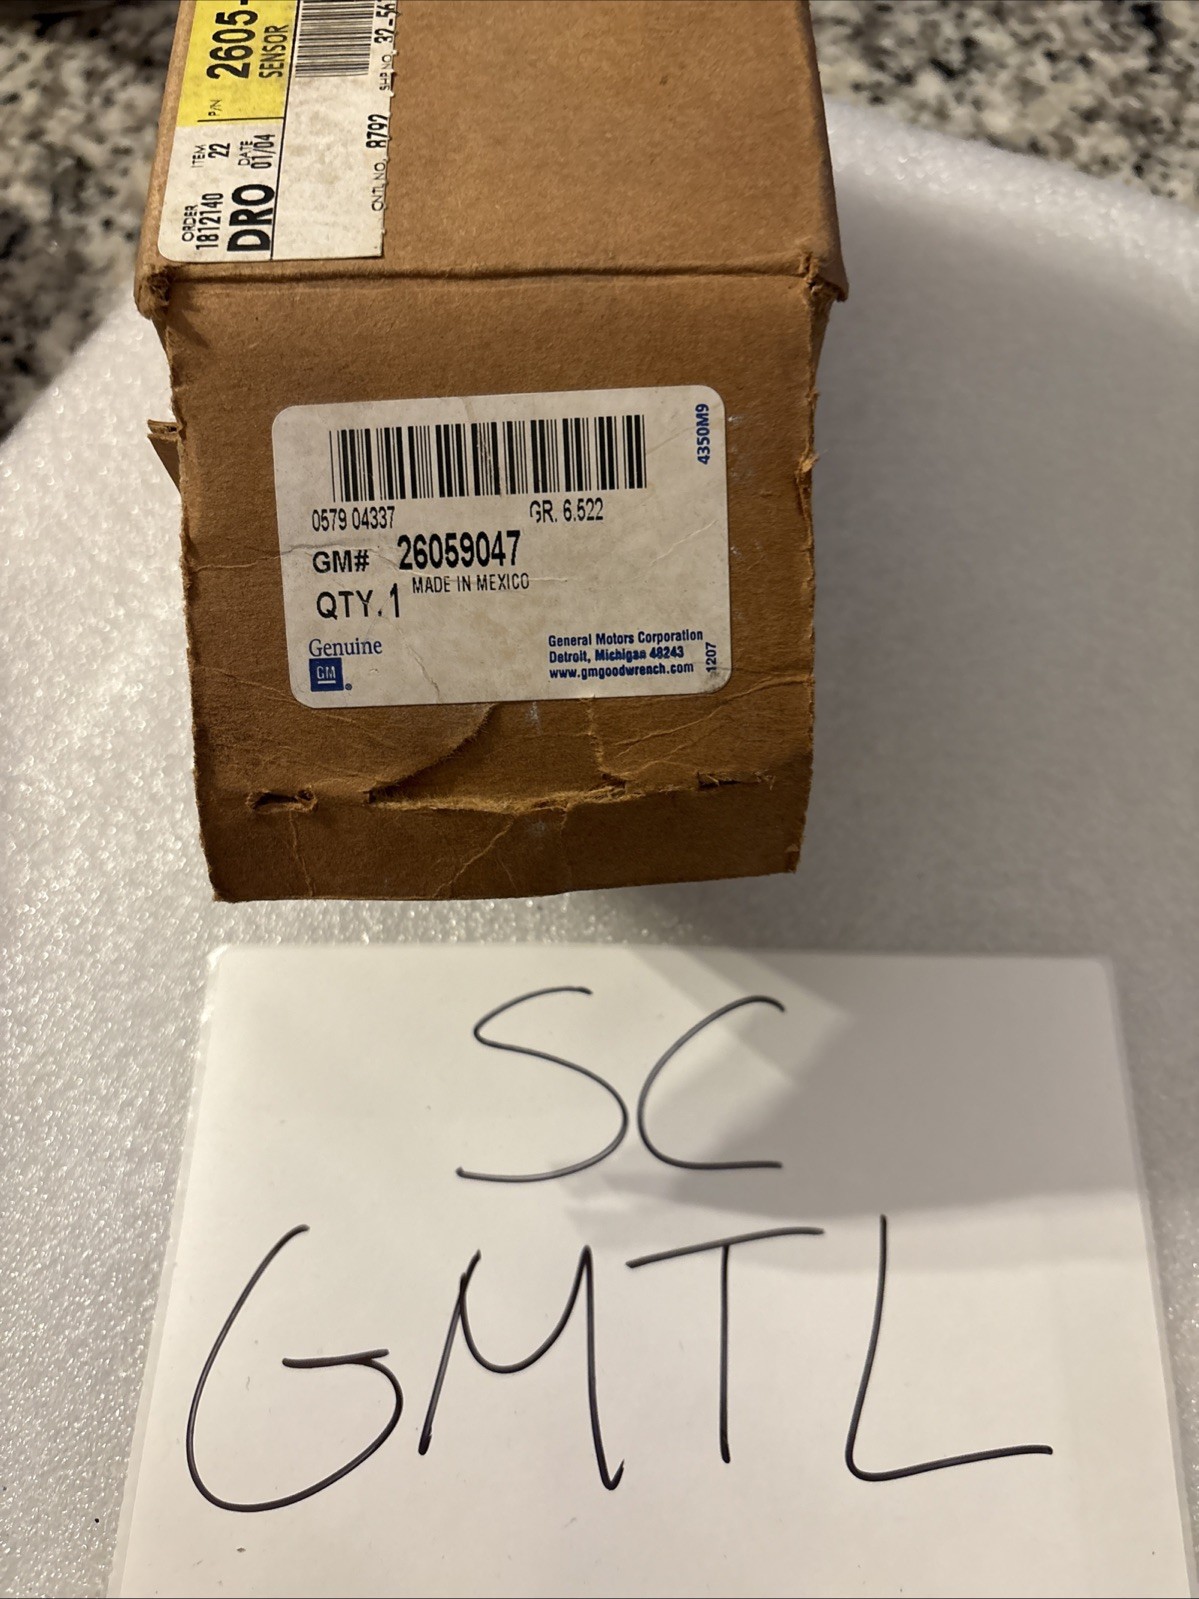 ORDER ITEM P/N
1812140 22 2605
DRO DATE SENSOR
01/04
CNTL NO. 8792 SHP NO. 32-56
4350M9
0579 04337 GR. 6.522
GM# 26059047
MADE IN MEXICO
QTY. 1
Genuine
GM
General Motors Corporation
Detroit, Michigan 48243
www.gmgoodwrench.com
1207
SC
GMTL